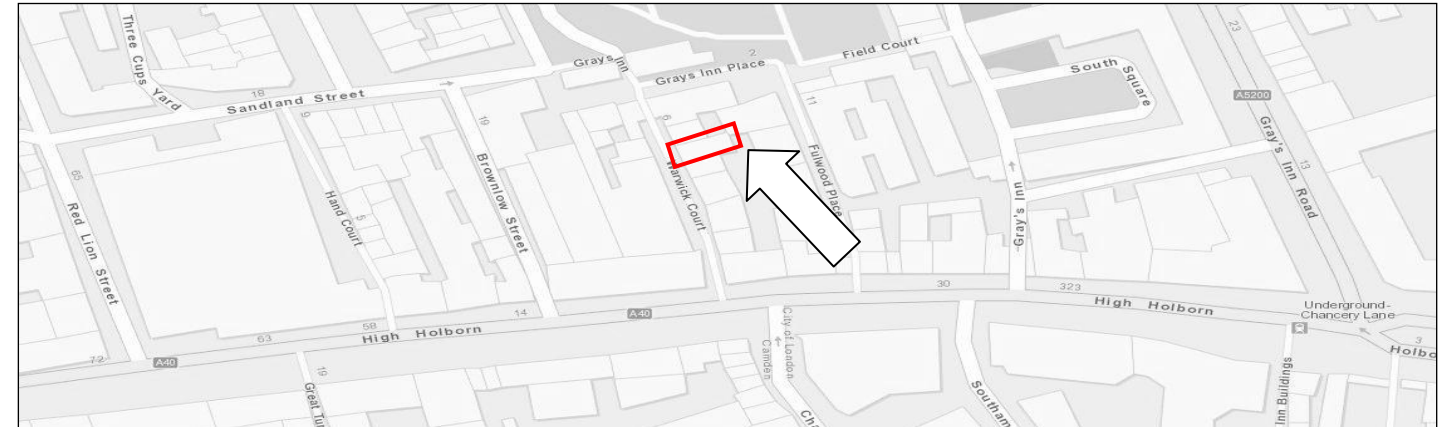 Three Cups Yard
18
Sandland Street
9
19
Brownlow Street
65
Red Lion Street
Hand Court
5
Grays Inn
6
Warwick Court
Grays Inn Place
2
Field Court
11
Fulwood Place
South Square
23
A5200
Gray's Inn Road
13
Gray's Inn
30
323
High Holborn
Underground-
Chancery Lane
3
Holbo
14
A40
58
High Holborn
63
A40
72
19
Great Tur
City of London
Camden
Cha
Southam
Inn Buildings